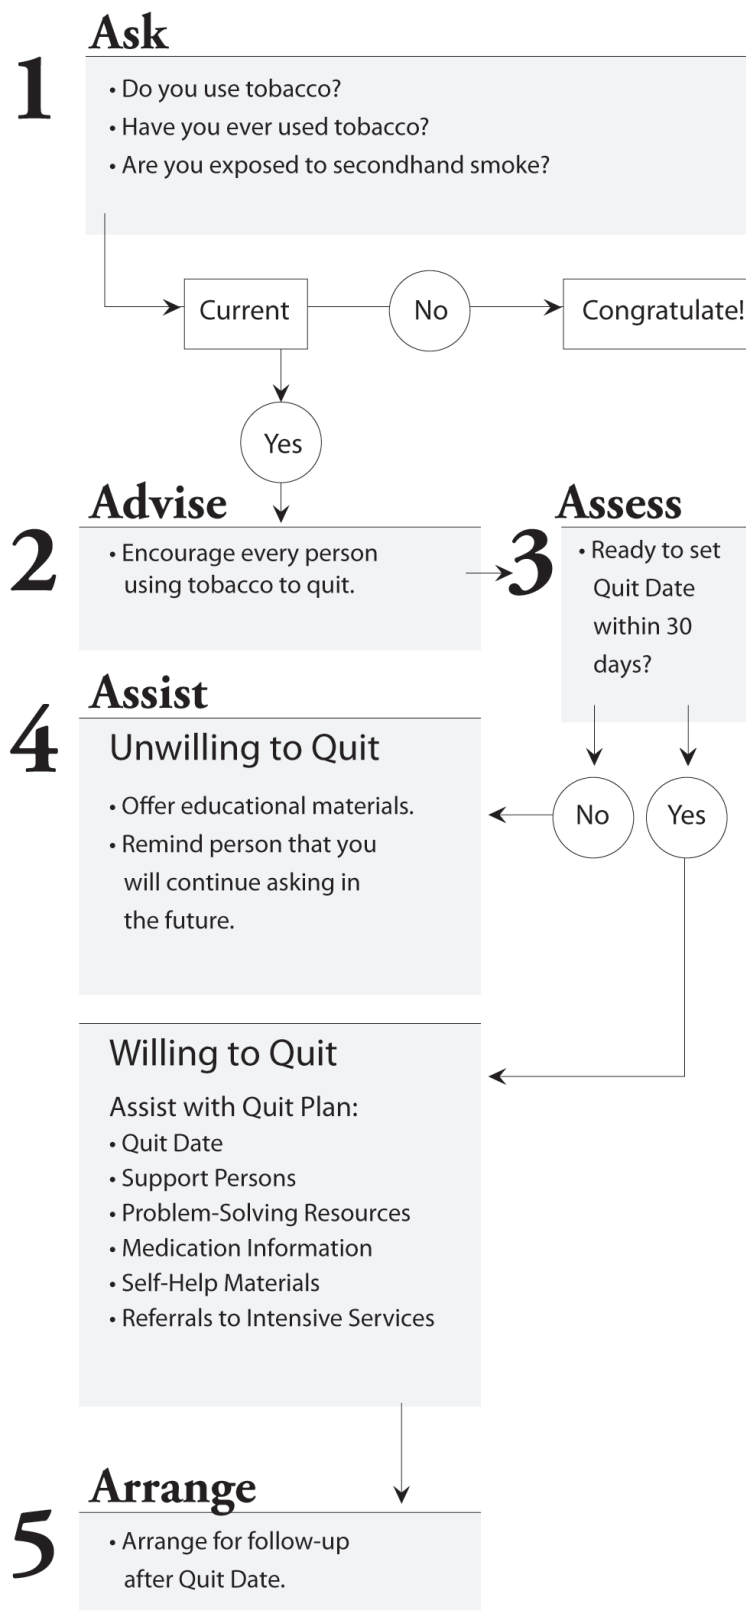 Ask
1
• Do you use tobacco?
• Have you ever used tobacco?
• Are you exposed to secondhand smoke?
Current
No
Congratulate!
Yes
Advise
2
• Encourage every person
using tobacco to quit.
Assess
3
• Ready to set
Quit Date
within 30
days?
No
Yes
Assist
4
Unwilling to Quit
• Offer educational materials.
• Remind person that you
will continue asking in
the future.
Willing to Quit
Assist with Quit Plan:
• Quit Date
• Support Persons
• Problem-Solving Resources
• Medication Information
• Self-Help Materials
• Referrals to Intensive Services
Arrange
5
• Arrange for follow-up
after Quit Date.